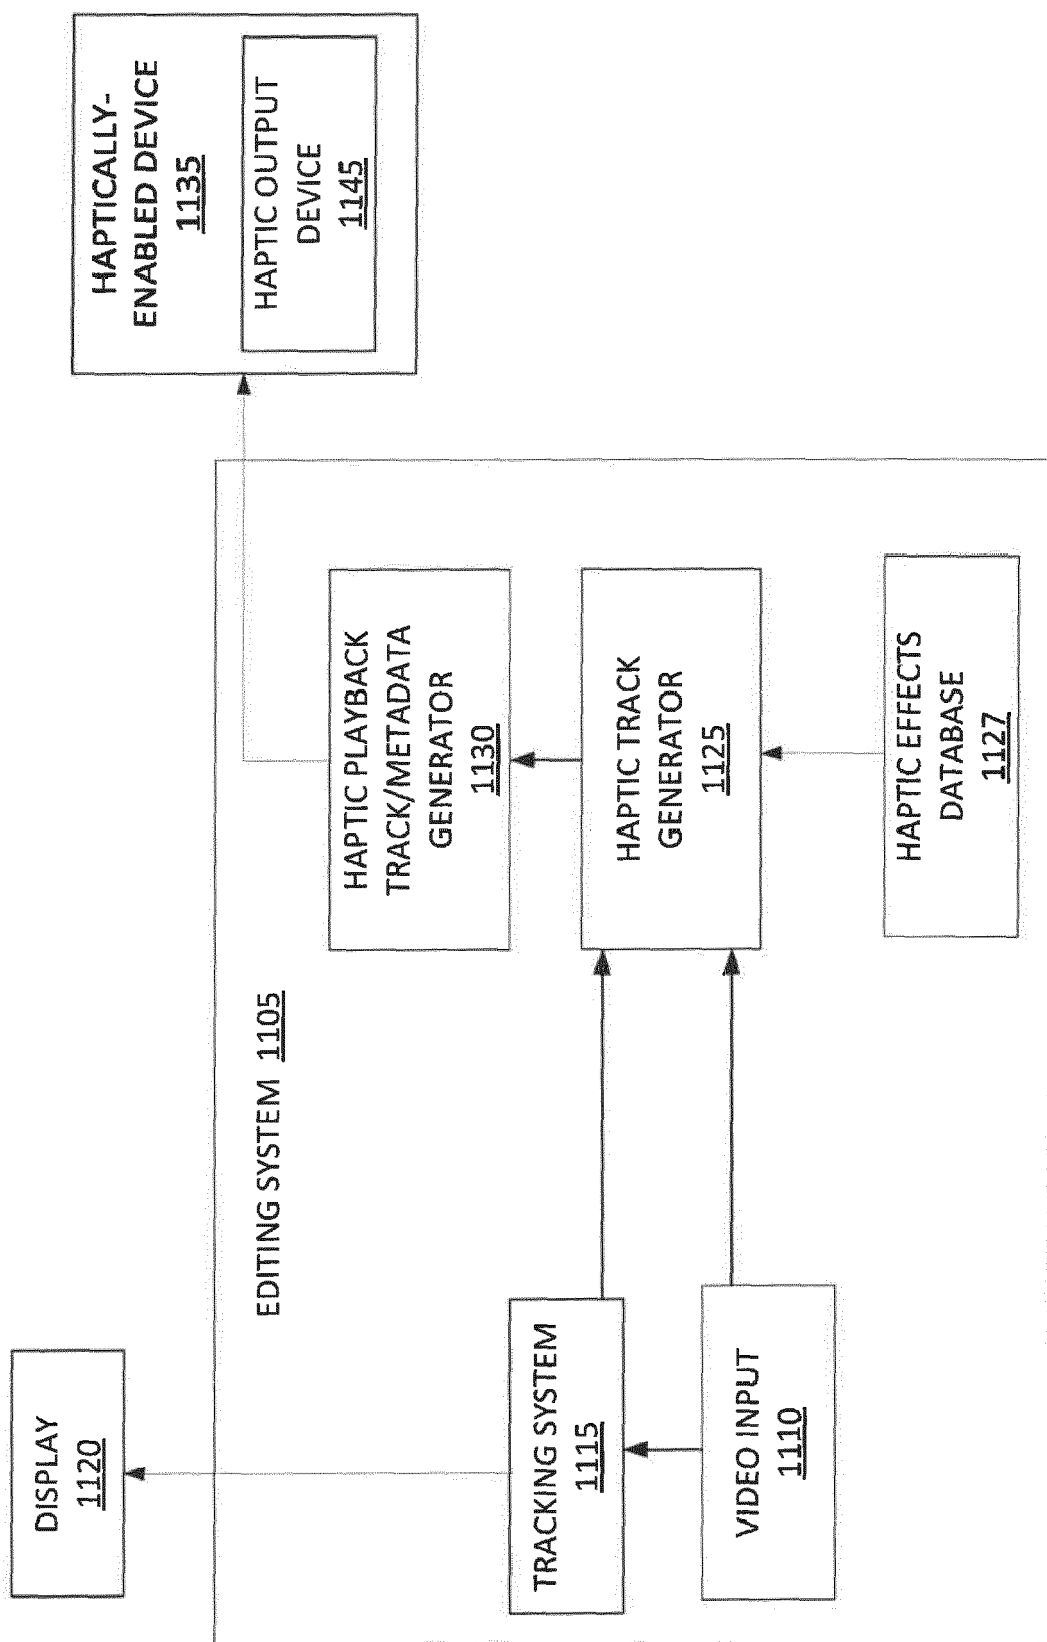 DISPLAY
1120
HAPTICALLY-
ENABLED DEVICE
1135
HAPTIC OUTPUT
DEVICE
1145
EDITING SYSTEM 1105
HAPTIC PLAYBACK
TRACK/METADATA
GENERATOR
1130
TRACKING SYSTEM
1115
HAPTIC TRACK
GENERATOR
1125
VIDEO INPUT
1110
HAPTIC EFFECTS
DATABASE
1127